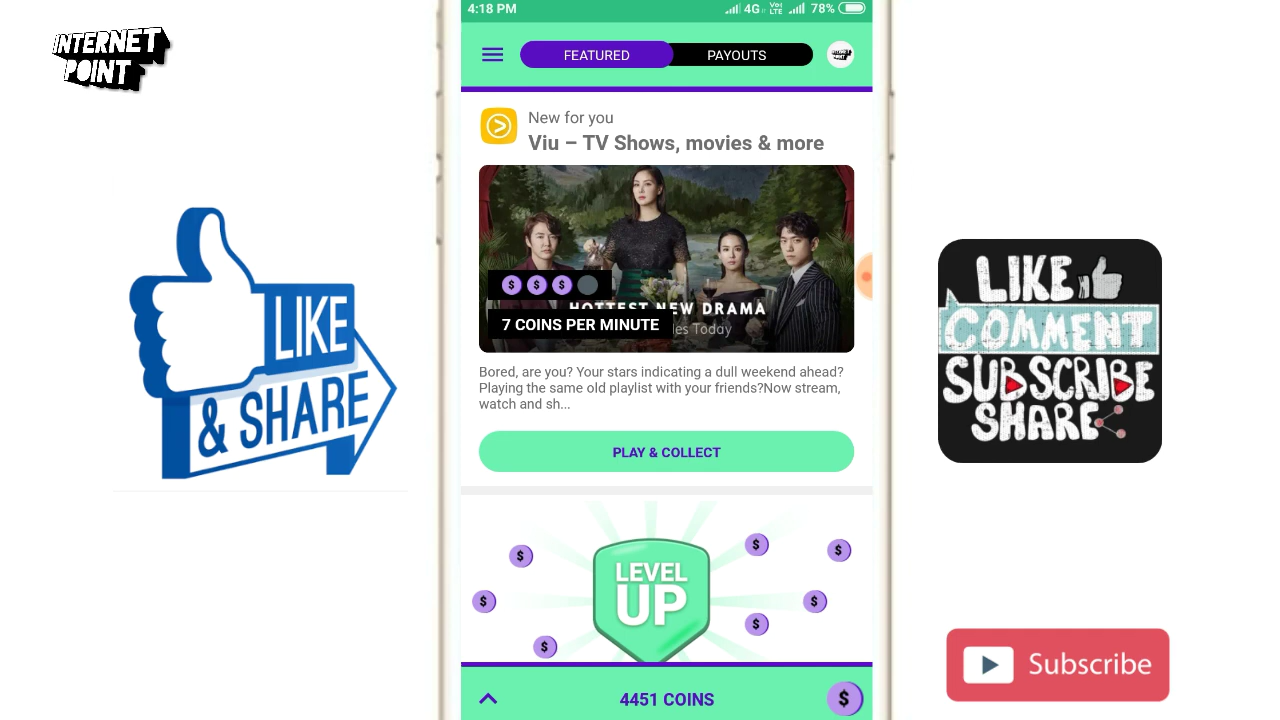 INTERNET
POINT
4:18 PM
4G
Vo)
LTE
78%
FEATURED
PAYOUTS
New for you
Viu – TV Shows, movies & more
HOTTEST NEW DRAMA
7 COINS PER MINUTE
Today
Bored, are you? Your stars indicating a dull weekend ahead?
Playing the same old playlist with your friends?Now stream,
watch and sh...
PLAY & COLLECT
LEVEL
UP
4451 COINS
LIKE
& SHARE
LIKE
COMMENT
SUBSCRIBE
SHARE
Subscribe